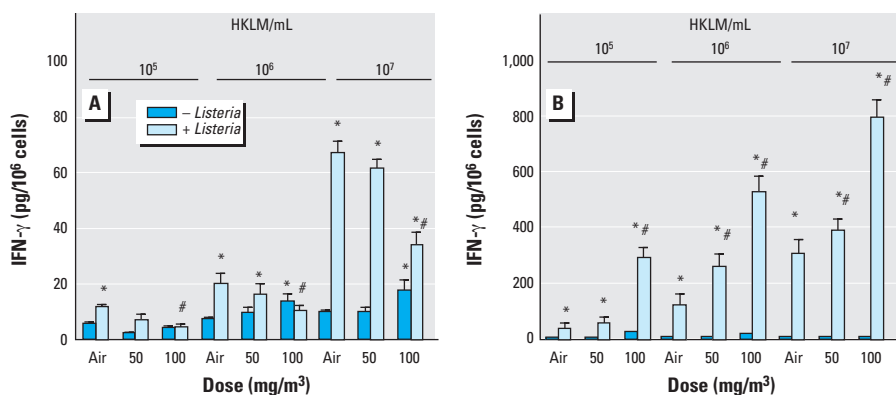 HKLM/mL
10⁵ 10⁶ 10⁷
A
– Listeria
+ Listeria
IFN-γ (pg/10⁶ cells)
100
80
60
40
20
0
* * * * # * * * # * * * *#
Air 50 100 Air 50 100 Air 50 100
Dose (mg/m³)
HKLM/mL
10⁵ 10⁶ 10⁷
B
IFN-γ (pg/10⁶ cells)
1,000
800
600
400
200
0
* * *# * *# *# * *# *#
Air 50 100 Air 50 100 Air 50 100
Dose (mg/m³)